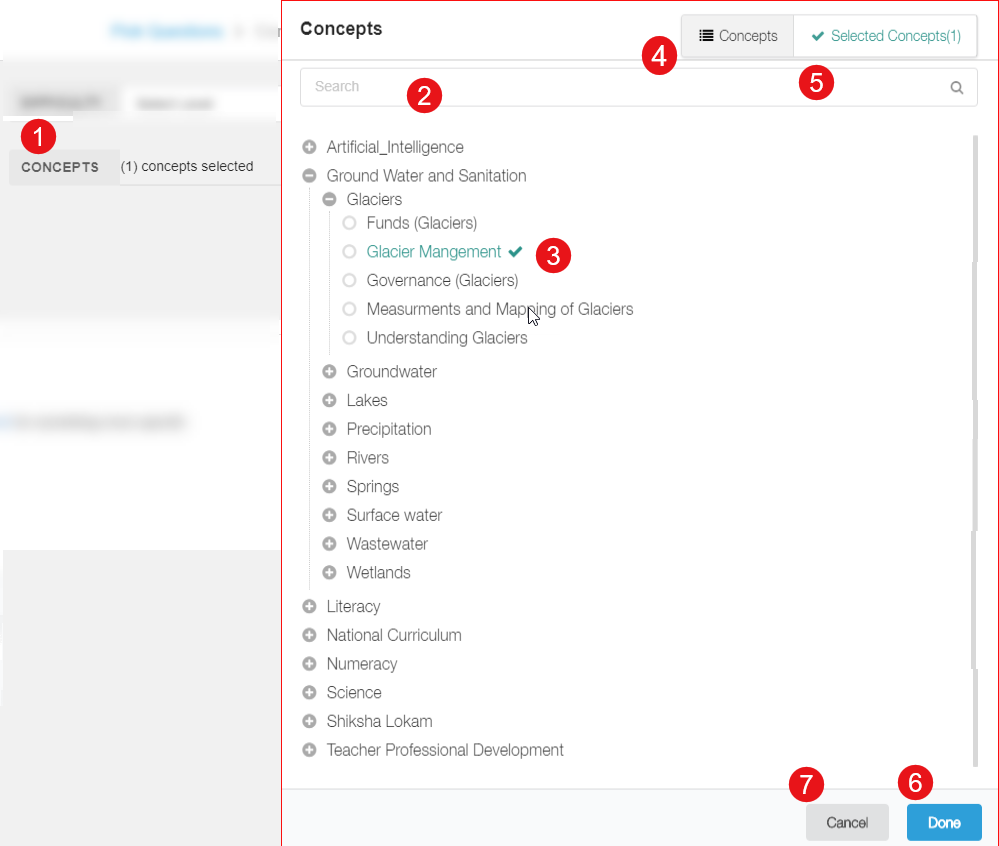 Concepts
4
Concepts
Selected Concepts(1)
5
Search
2
1
CONCEPTS
(1) concepts selected
Artificial_Intelligence
Ground Water and Sanitation
Glaciers
Funds (Glaciers)
Glacier Mangement
3
Governance (Glaciers)
Measurments and Mapping of Glaciers
Understanding Glaciers
Groundwater
Lakes
Precipitation
Rivers
Springs
Surface water
Wastewater
Wetlands
Literacy
National Curriculum
Numeracy
Science
Shiksha Lokam
Teacher Professional Development
7
6
Cancel
Done